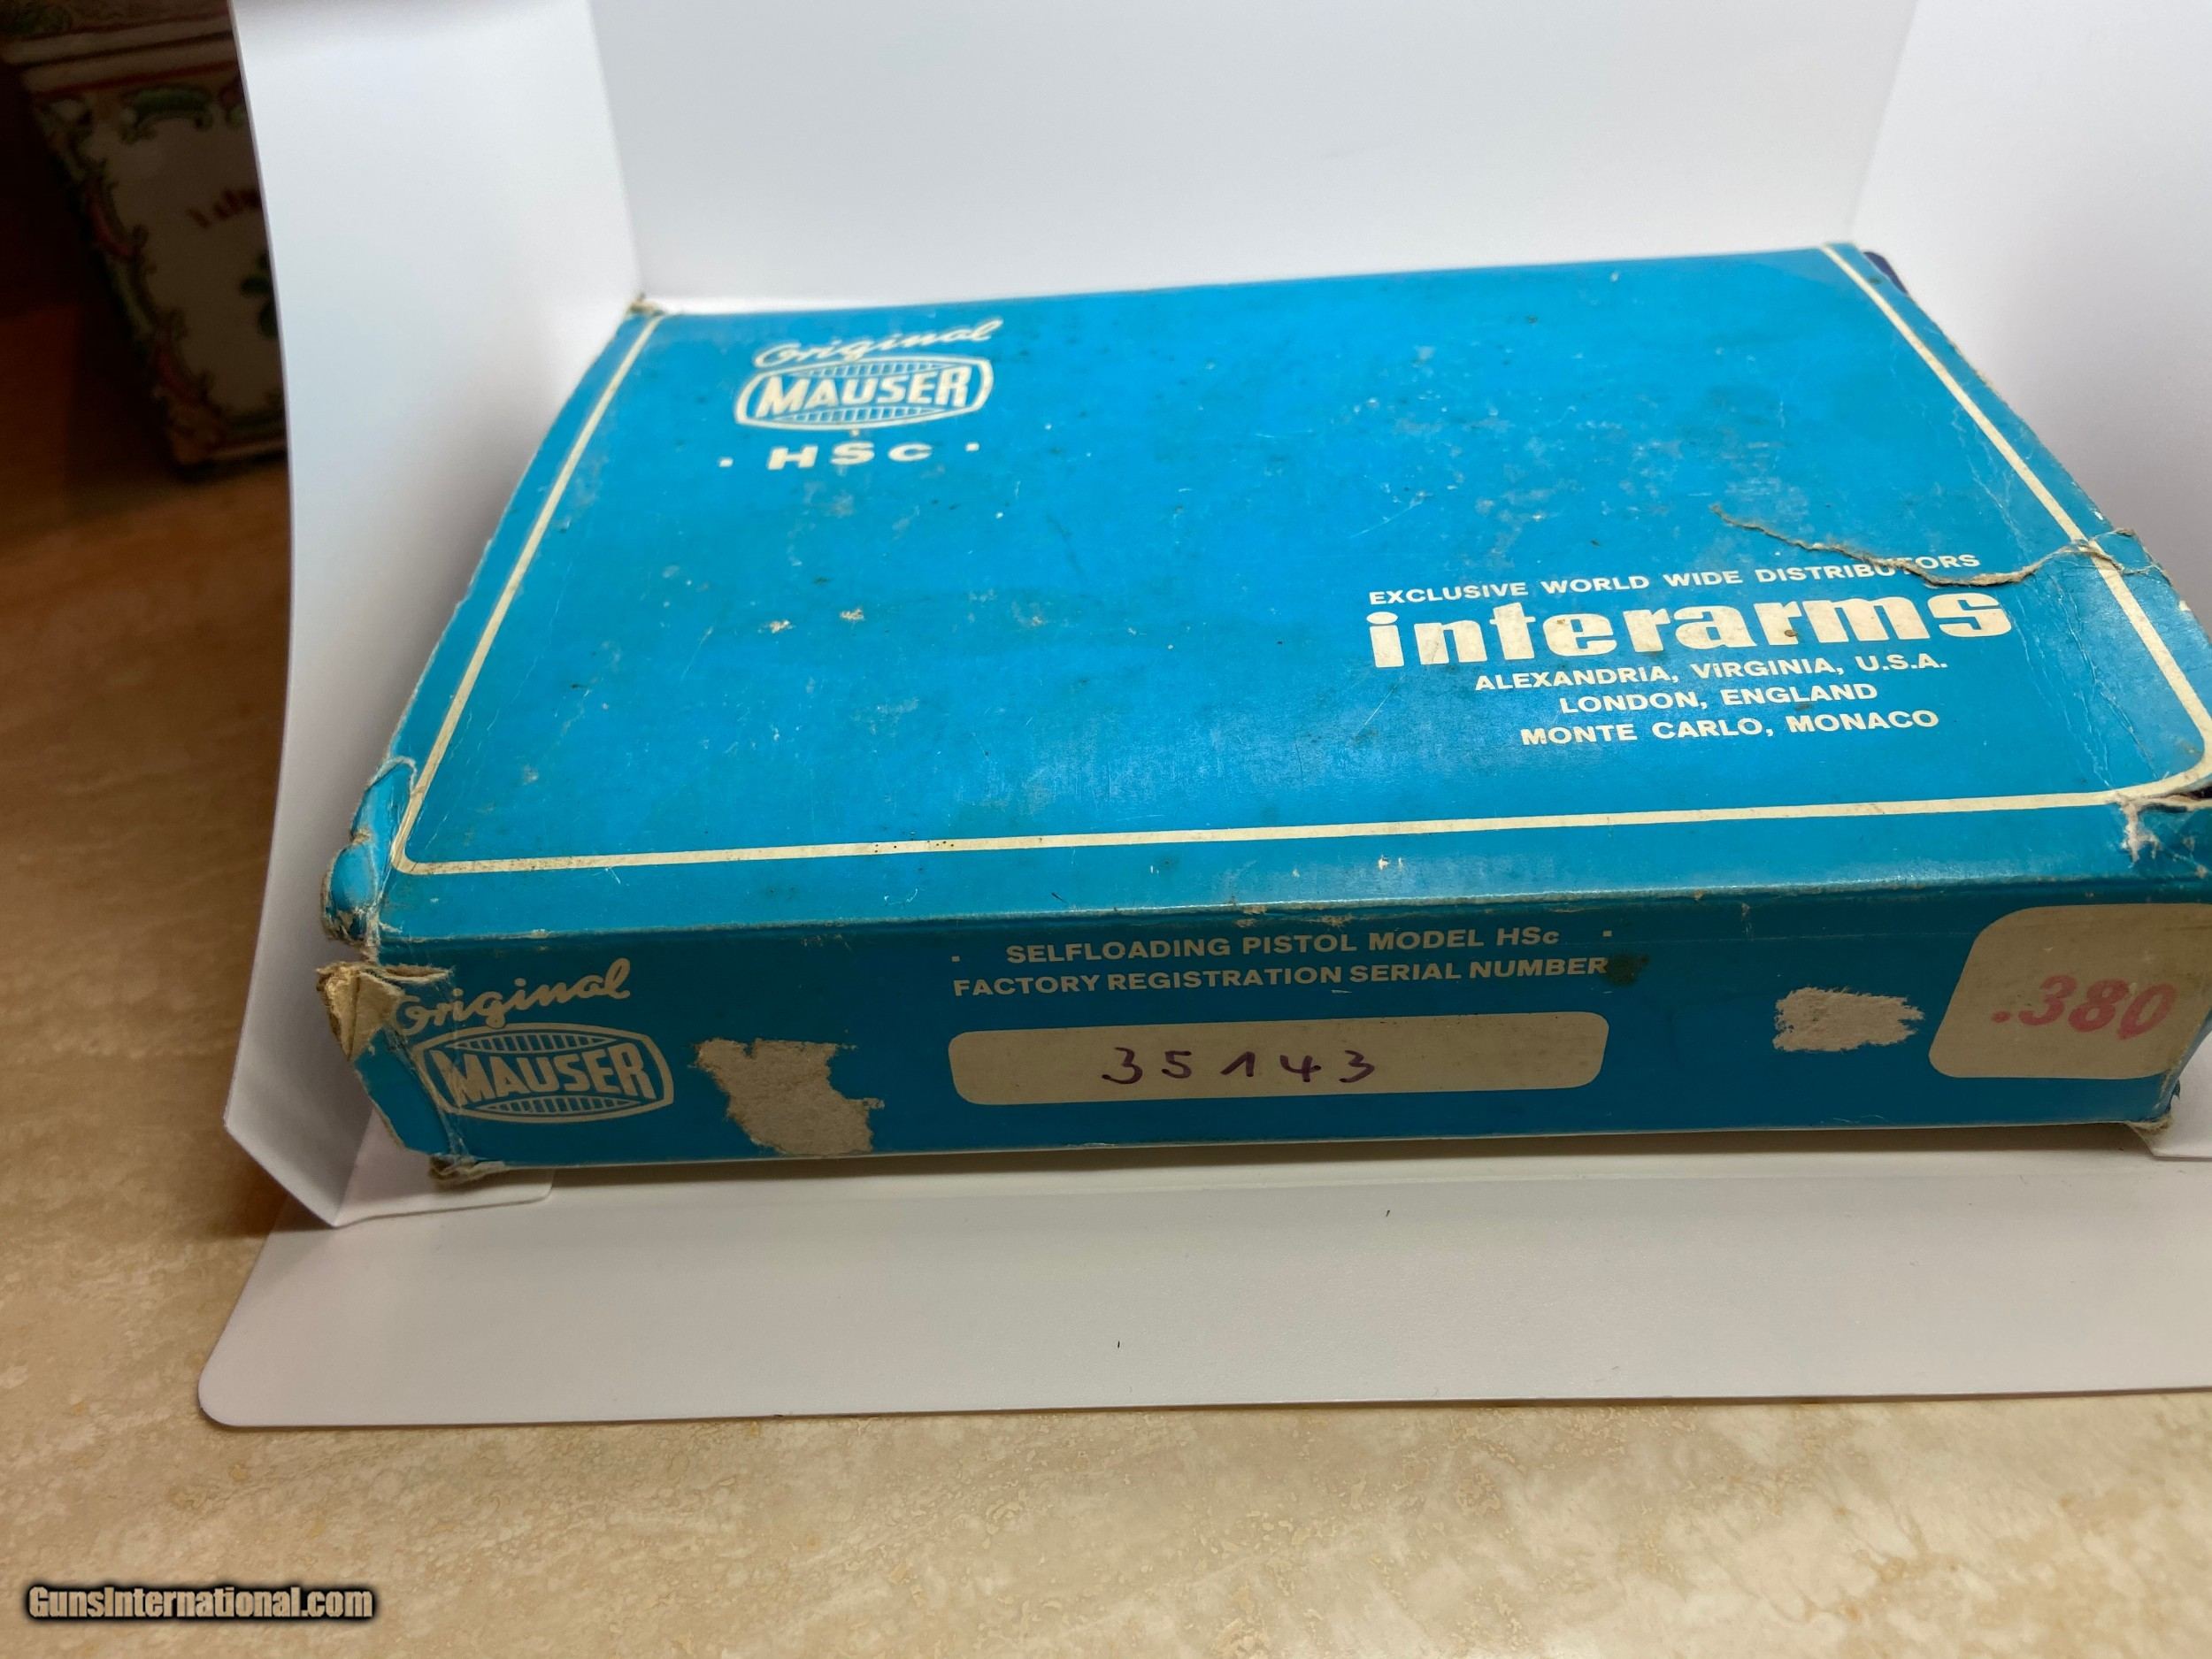 Original
MAUSER
· HSc ·
EXCLUSIVE WORLD WIDE DISTRIBUTORS
interarms
ALEXANDRIA, VIRGINIA, U.S.A.
LONDON, ENGLAND
MONTE CARLO, MONACO
Original
MAUSER
· SELFLOADING PISTOL MODEL HSc ·
FACTORY REGISTRATION SERIAL NUMBER
35143
.380
GunsInternational.com